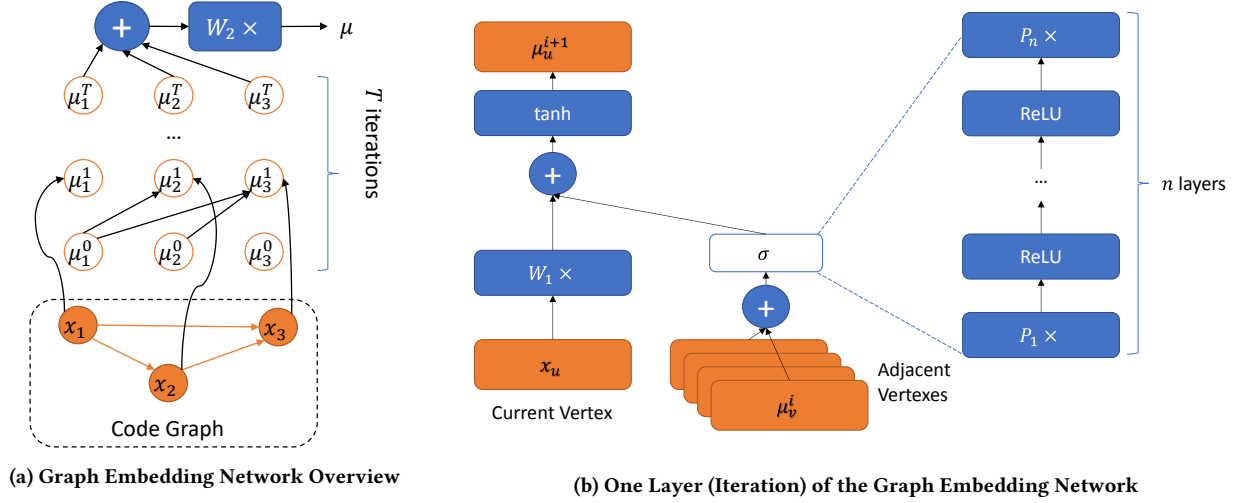 +
W₂ ×
μ
μ₁ᵀ μ₂ᵀ μ₃ᵀ
...
μ₁¹ μ₂¹ μ₃¹
μ₁⁰ μ₂⁰ μ₃⁰
T iterations
x₁
x₃
x₂
Code Graph
(a) Graph Embedding Network Overview
μᵤⁱ⁺¹
tanh
+
W₁ ×
xᵤ
Current Vertex
σ
+
μᵥⁱ
Adjacent
Vertexes
Pₙ ×
ReLU
...
ReLU
P₁ ×
n layers
(b) One Layer (Iteration) of the Graph Embedding Network